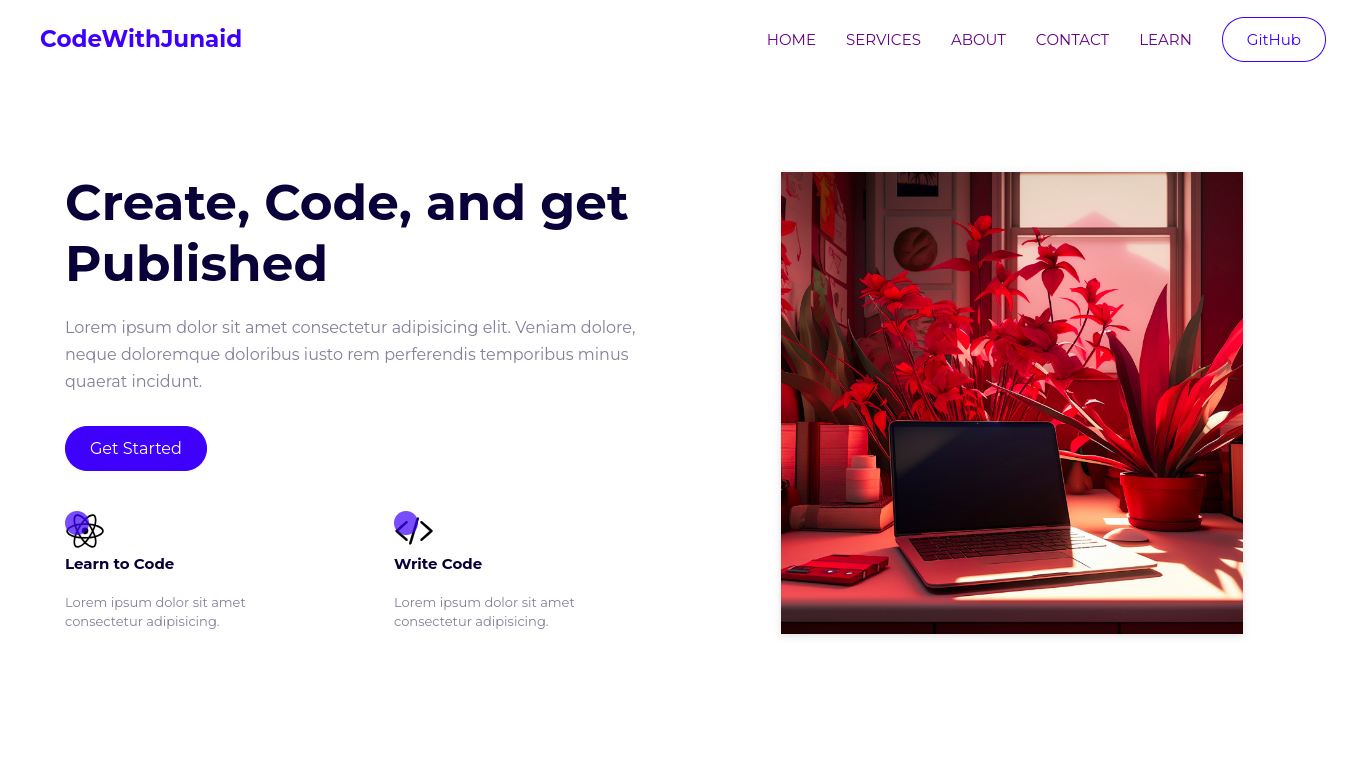 CodeWithJunaid
HOME SERVICES ABOUT CONTACT LEARN GitHub
Create, Code, and get
Published
Lorem ipsum dolor sit amet consectetur adipisicing elit. Veniam dolore,
neque doloremque doloribus iusto rem perferendis temporibus minus
quaerat incidunt.
Get Started
Learn to Code
Lorem ipsum dolor sit amet
consectetur adipisicing.
Write Code
Lorem ipsum dolor sit amet
consectetur adipisicing.